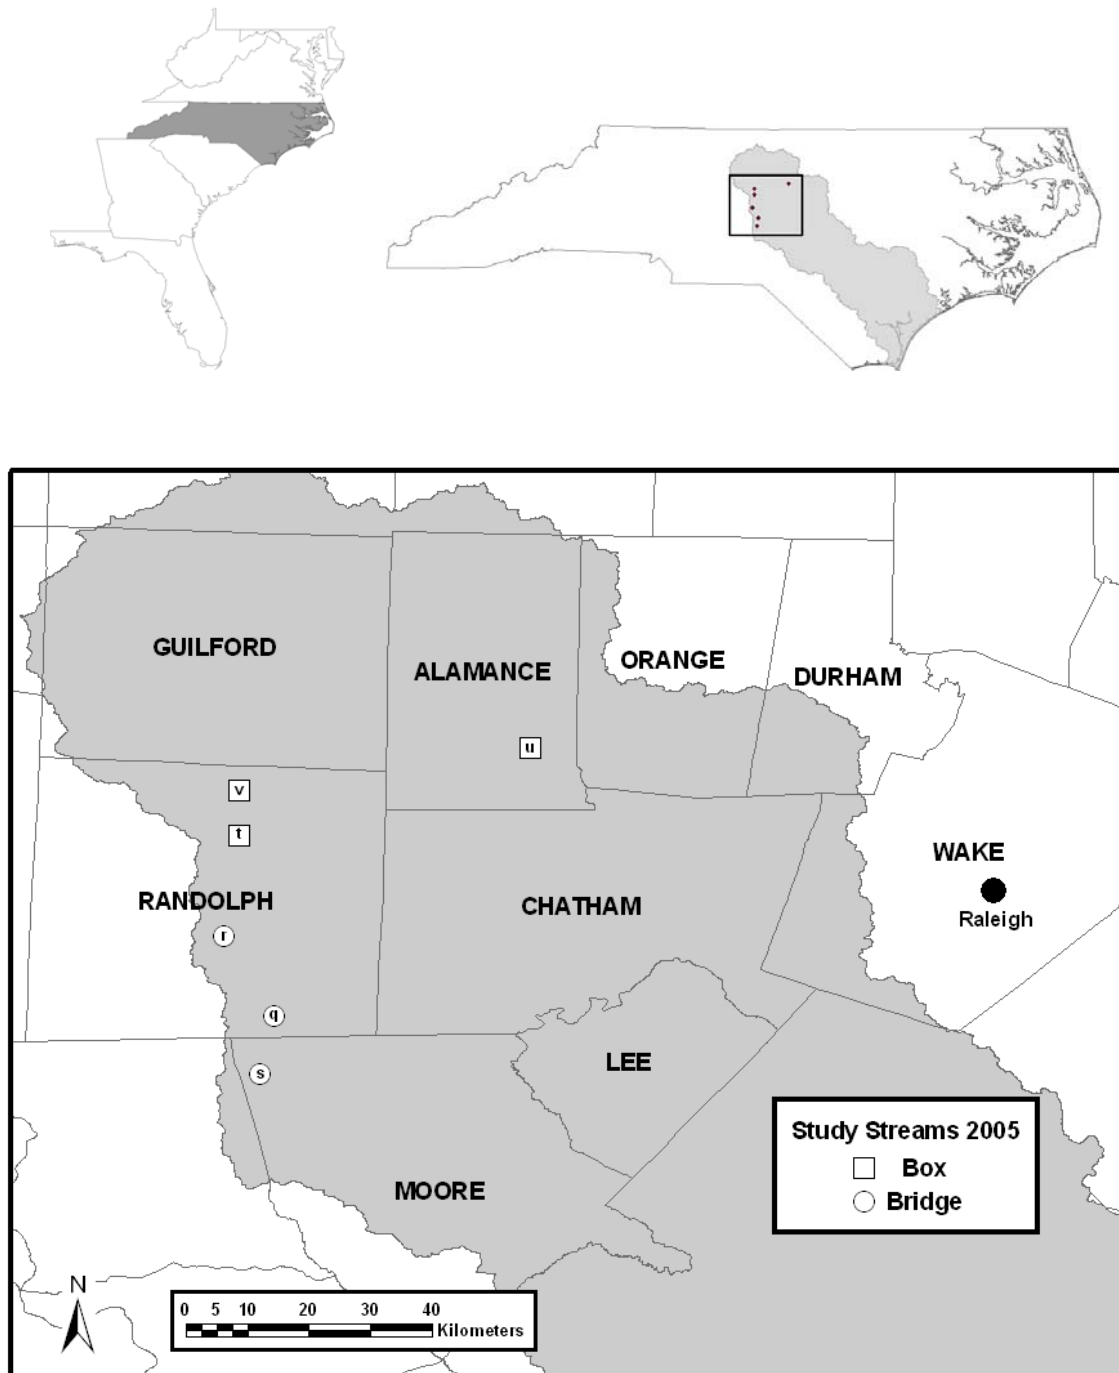 GUILFORD
ALAMANCE
ORANGE
DURHAM
u
v
t
WAKE
RANDOLPH
CHATHAM
Raleigh
r
q
LEE
s
Study Streams 2005
Box
Bridge
MOORE
N
0 5 10 20 30 40
Kilometers